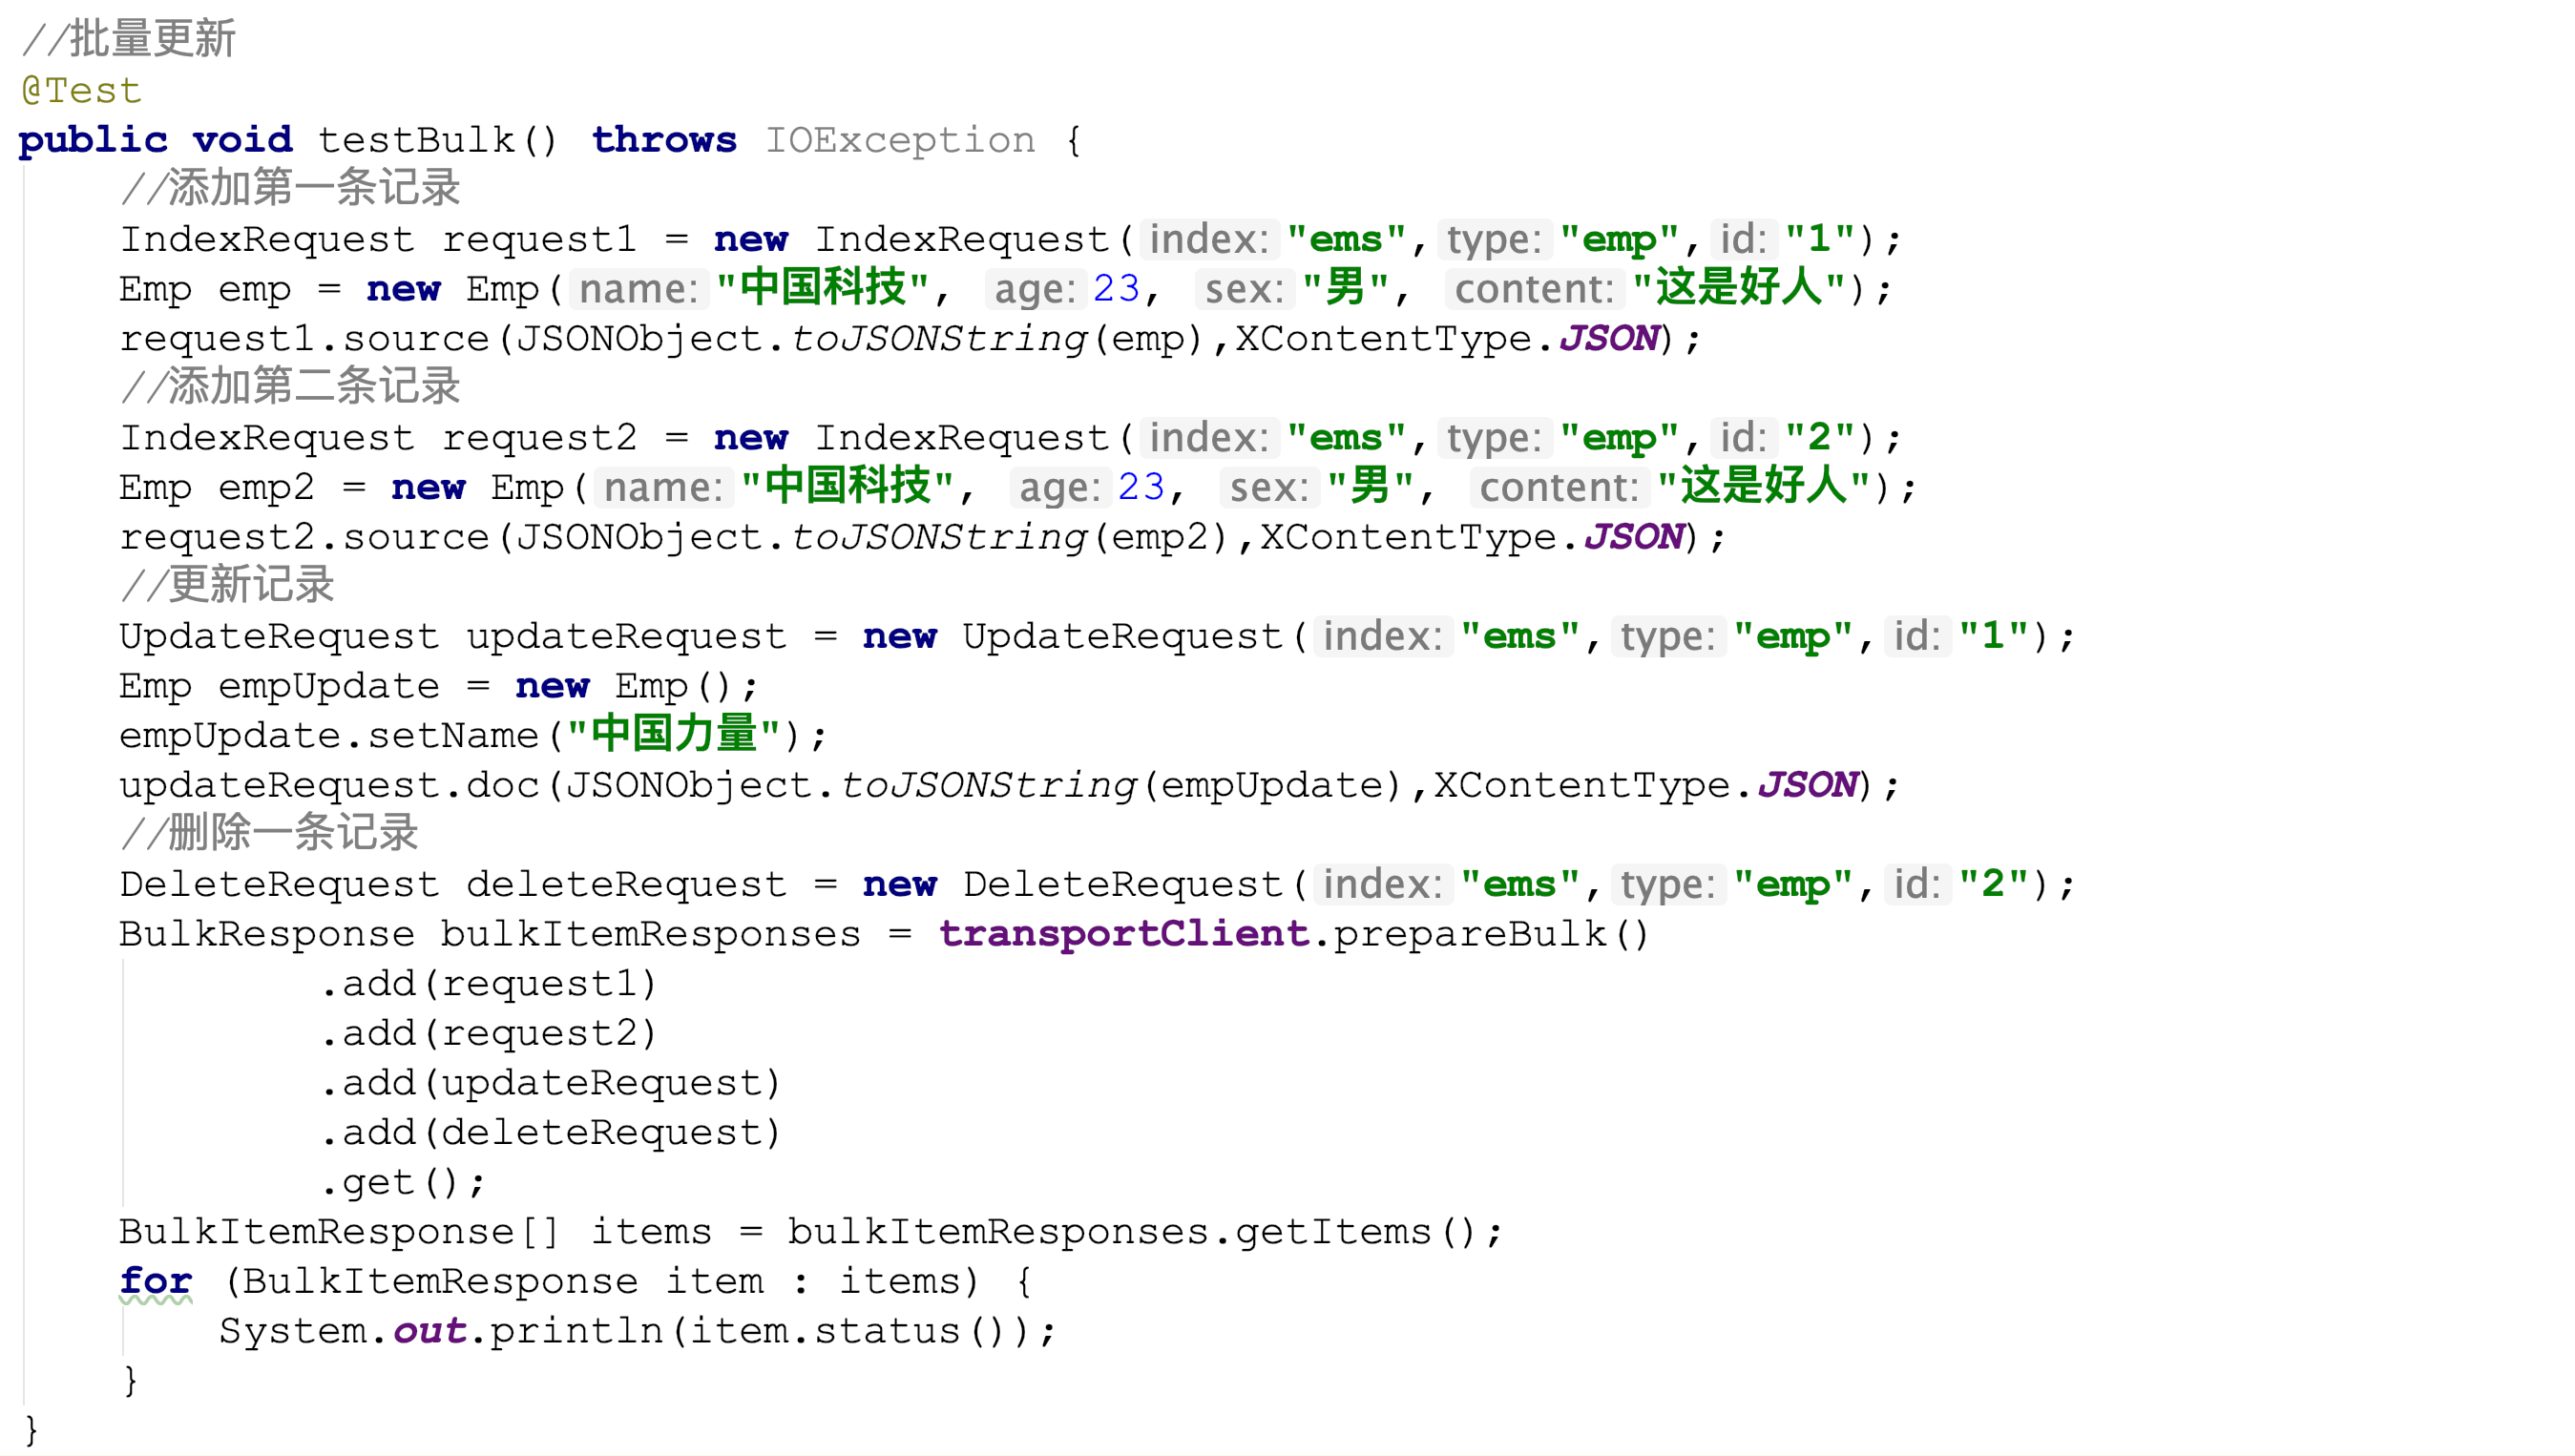 //批量更新
@Test
public void testBulk() throws IOException {
//添加第一条记录
IndexRequest request1 = new IndexRequest( index: "ems", type: "emp", id: "1");
Emp emp = new Emp( name: "中国科技", age: 23, sex: "男", content: "这是好人");
request1.source(JSONObject.toJSONString(emp),XContentType.JSON);
//添加第二条记录
IndexRequest request2 = new IndexRequest( index: "ems", type: "emp", id: "2");
Emp emp2 = new Emp( name: "中国科技", age: 23, sex: "男", content: "这是好人");
request2.source(JSONObject.toJSONString(emp2),XContentType.JSON);
//更新记录
UpdateRequest updateRequest = new UpdateRequest( index: "ems", type: "emp", id: "1");
Emp empUpdate = new Emp();
empUpdate.setName("中国力量");
updateRequest.doc(JSONObject.toJSONString(empUpdate),XContentType.JSON);
//删除一条记录
DeleteRequest deleteRequest = new DeleteRequest( index: "ems", type: "emp", id: "2");
BulkResponse bulkItemResponses = transportClient.prepareBulk()
.add(request1)
.add(request2)
.add(updateRequest)
.add(deleteRequest)
.get();
BulkItemResponse[] items = bulkItemResponses.getItems();
for (BulkItemResponse item : items) {
System.out.println(item.status());
}
}